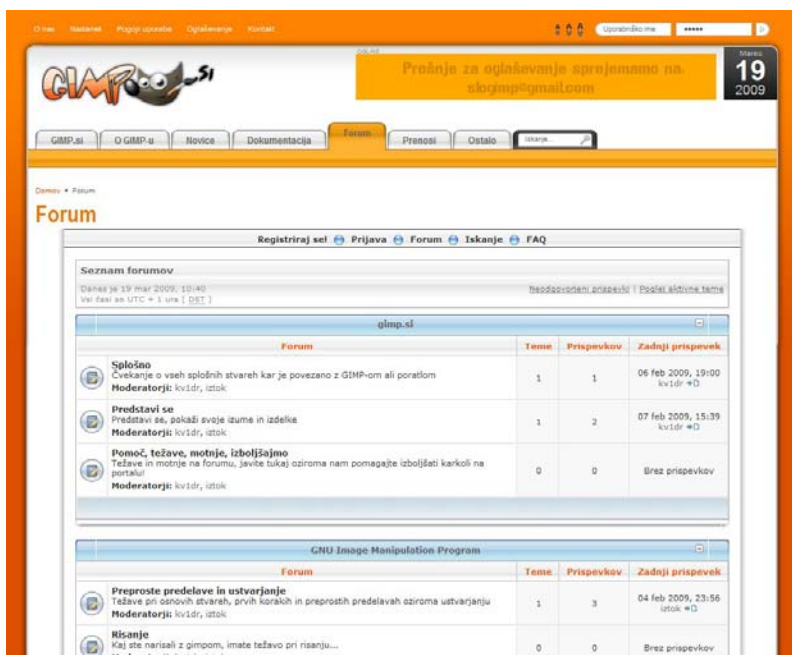 O nas Nastanek Pogoji uporabe Oglaševanje Kontakt
Uporabniško ime
•••••
OGLAS
GIMP.SI
Prošnje za oglaševanje sprejemamo na:
slogimp@gmail.com
Marec
19
2009
GIMP.si O GIMP-u Novice Dokumentacija Forum Prenosi Ostalo Iskanje...
Domov • Forum
Forum
Registriraj se! Prijava Forum Iskanje FAQ
Seznam forumov
Danes je 19 mar 2009, 10:40
Vsi časi so UTC + 1 ura [ DST ]
Neodgovorjeni prispevki | Poglej aktivne teme
gimp.si
Forum Teme Prispevkov Zadnji prispevek
Splošno
Čvekanje o vseh splošnih stvareh kar je povezano z GIMP-om ali poratlom
Moderatorji: kv1dr, iztok
1 1 06 feb 2009, 19:00
kv1dr
Predstavi se
Predstavi se, pokaži svoje izume in izdelke
Moderatorji: kv1dr, iztok
1 2 07 feb 2009, 15:39
kv1dr
Pomoč, težave, motnje, izboljšajmo
Težave in motnje na forumu, javite tukaj oziroma nam pomagajte izboljšati karkoli na
portalu!
Moderatorji: kv1dr, iztok
0 0 Brez prispevkov
GNU Image Manipulation Program
Forum Teme Prispevkov Zadnji prispevek
Preproste predelave in ustvarjanje
Težave pri osnovih stvareh, prvih korakih in preprostih predelavah oziroma ustvarjanju
Moderatorji: kv1dr, iztok
1 3 04 feb 2009, 23:56
iztok
Risanje
Kaj ste narisali z gimpom, imate težavo pri risanju...
0 0 Brez prispevkov